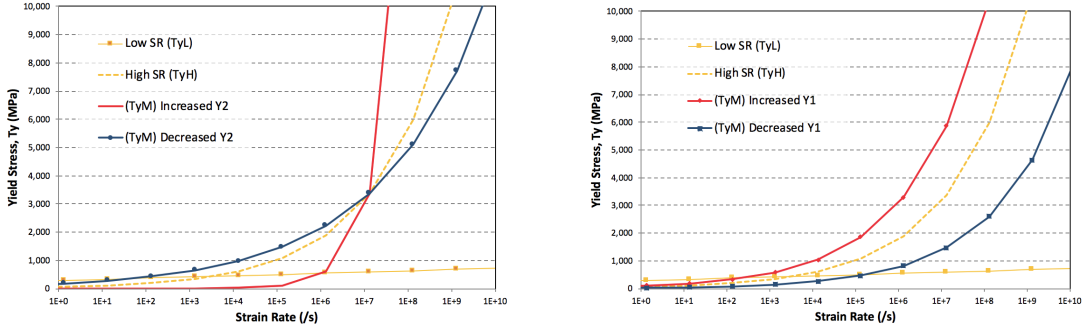 10,000
9,000
8,000
7,000
6,000
5,000
4,000
3,000
2,000
1,000
0
Yield Stress, Ty (MPa)
Low SR (TyL)
High SR (TyH)
(TyM) Increased Y2
(TyM) Decreased Y2
1E+0 1E+1 1E+2 1E+3 1E+4 1E+5 1E+6 1E+7 1E+8 1E+9 1E+10
Strain Rate (/s)
10,000
9,000
8,000
7,000
6,000
5,000
4,000
3,000
2,000
1,000
0
Yield Stress, Ty (MPa)
Low SR (TyL)
High SR (TyH)
(TyM) Increased Y1
(TyM) Decreased Y1
1E+0 1E+1 1E+2 1E+3 1E+4 1E+5 1E+6 1E+7 1E+8 1E+9 1E+10
Strain Rate (/s)